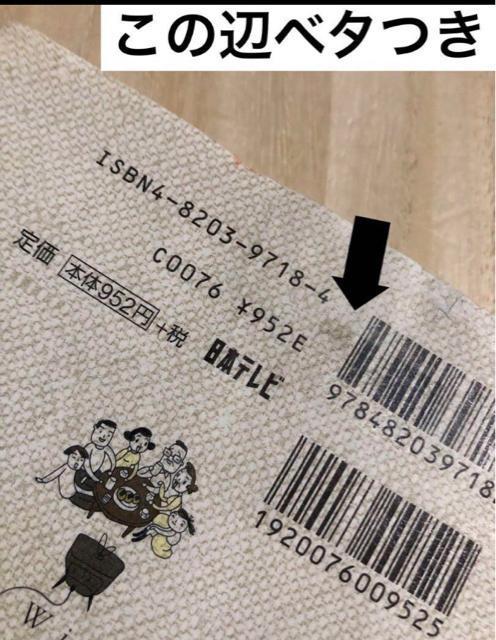 この辺ベタつき
ISBN4-8203-9718-4
C0076 ¥952E
定価 本体952円+税
日本テレビ
978482039718
1920076009525
Wi